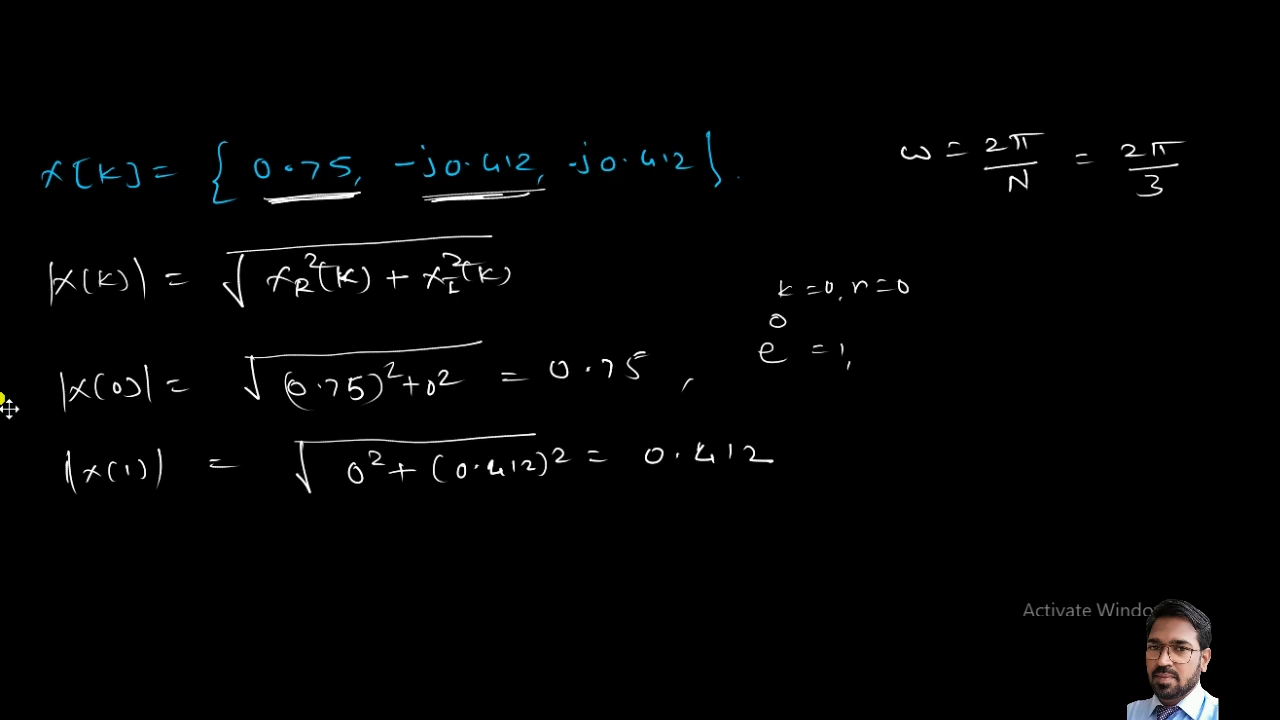 X[k] = { 0.75, -j0.412, -j0.412 }.
ω = 2π/N = 2π/3
|X(k)| = √(X_R²(k) + X_I²(k))
k=0, n=0
e⁰ = 1,
|X(0)| = √((0.75)²+0²) = 0.75,
|X(1)| = √(0²+(0.412)²) = 0.412
Activate Windo